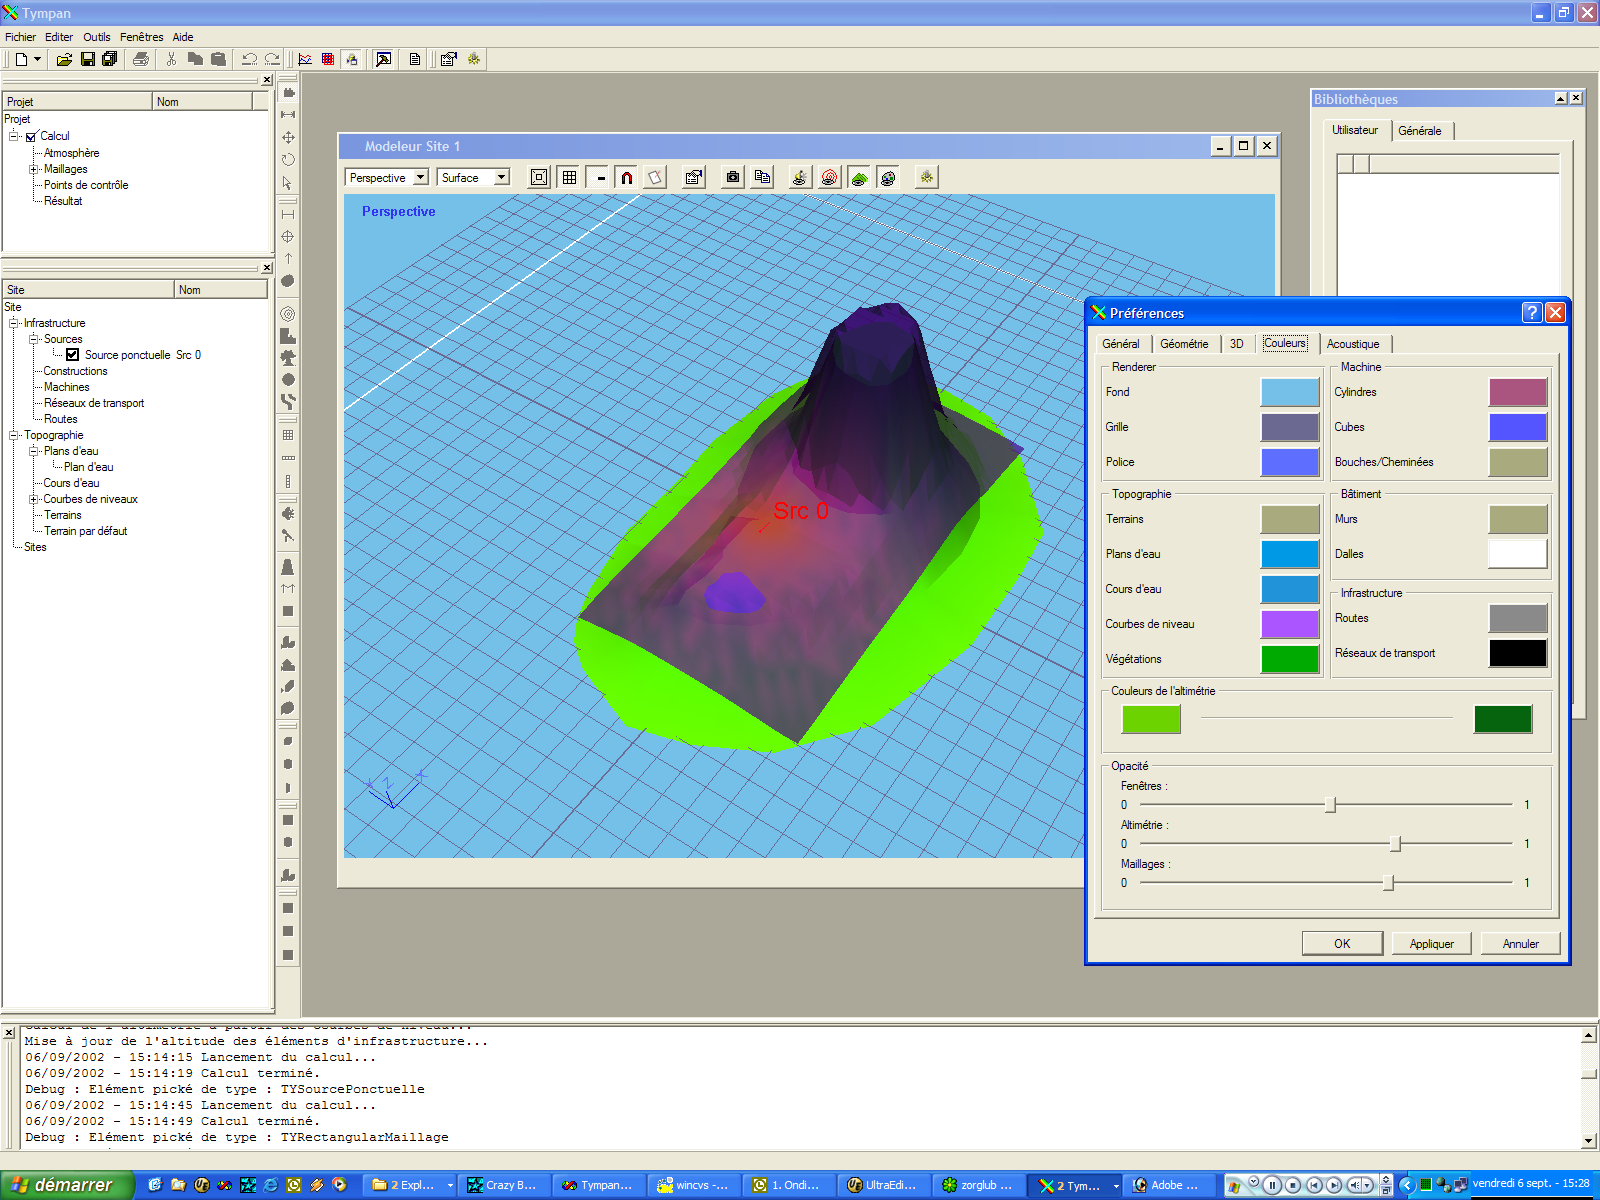 Tympan
Fichier Editer Outils Fenêtres Aide
Projet Nom
Projet
Calcul
Atmosphère
Maillages
Points de contrôle
Résultat
Site Nom
Site
Infrastructure
Sources
Source ponctuelle Src 0
Constructions
Machines
Réseaux de transport
Routes
Topographie
Plans d'eau
Plan d'eau
Cours d'eau
Courbes de niveaux
Terrains
Terrain par défaut
Sites
Modeleur Site 1
Perspective Surface
Perspective
Src 0
Bibliothèques
Utilisateur Générale
Préférences
Général Géométrie 3D Couleurs Acoustique
Renderer
Fond
Grille
Police
Machine
Cylindres
Cubes
Bouches/Cheminées
Topographie
Terrains
Plans d'eau
Cours d'eau
Courbes de niveau
Végétations
Bâtiment
Murs
Dalles
Infrastructure
Routes
Réseaux de transport
Couleurs de l'altimétrie
Opacité
Fenêtres :
0 1
Altimétrie :
0 1
Maillages :
0 1
OK Appliquer Annuler
Calcul de l'altimétrie à partir des courbes de niveau...
Mise à jour de l'altitude des éléments d'infrastructure...
06/09/2002 - 15:14:15 Lancement du calcul...
06/09/2002 - 15:14:19 Calcul terminé.
Debug : Elément pické de type : TYSourcePonctuelle
06/09/2002 - 15:14:45 Lancement du calcul...
06/09/2002 - 15:14:49 Calcul terminé.
Debug : Elément pické de type : TYRectangularMaillage
démarrer 2 Expl... Crazy B... Tympan... wincvs -... 1. Ondi... UltraEdi... zorglub ... 2 Tym... Adobe ... vendredi 6 sept. - 15:28